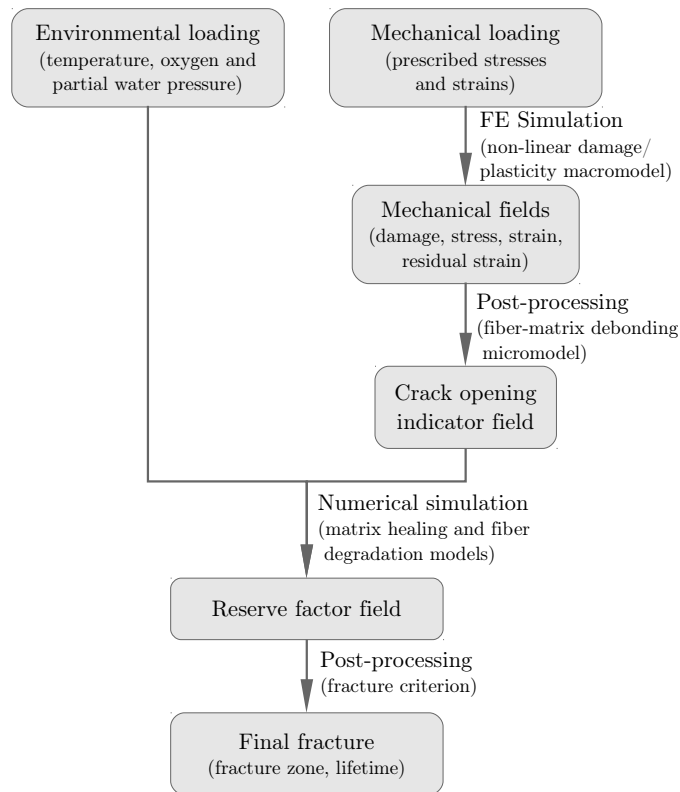 Environmental loading
(temperature, oxygen and
partial water pressure)
Mechanical loading
(prescribed stresses
and strains)
FE Simulation
(non-linear damage/
plasticity macromodel)
Mechanical fields
(damage, stress, strain,
residual strain)
Post-processing
(fiber-matrix debonding
micromodel)
Crack opening
indicator field
Numerical simulation
(matrix healing and fiber
degradation models)
Reserve factor field
Post-processing
(fracture criterion)
Final fracture
(fracture zone, lifetime)